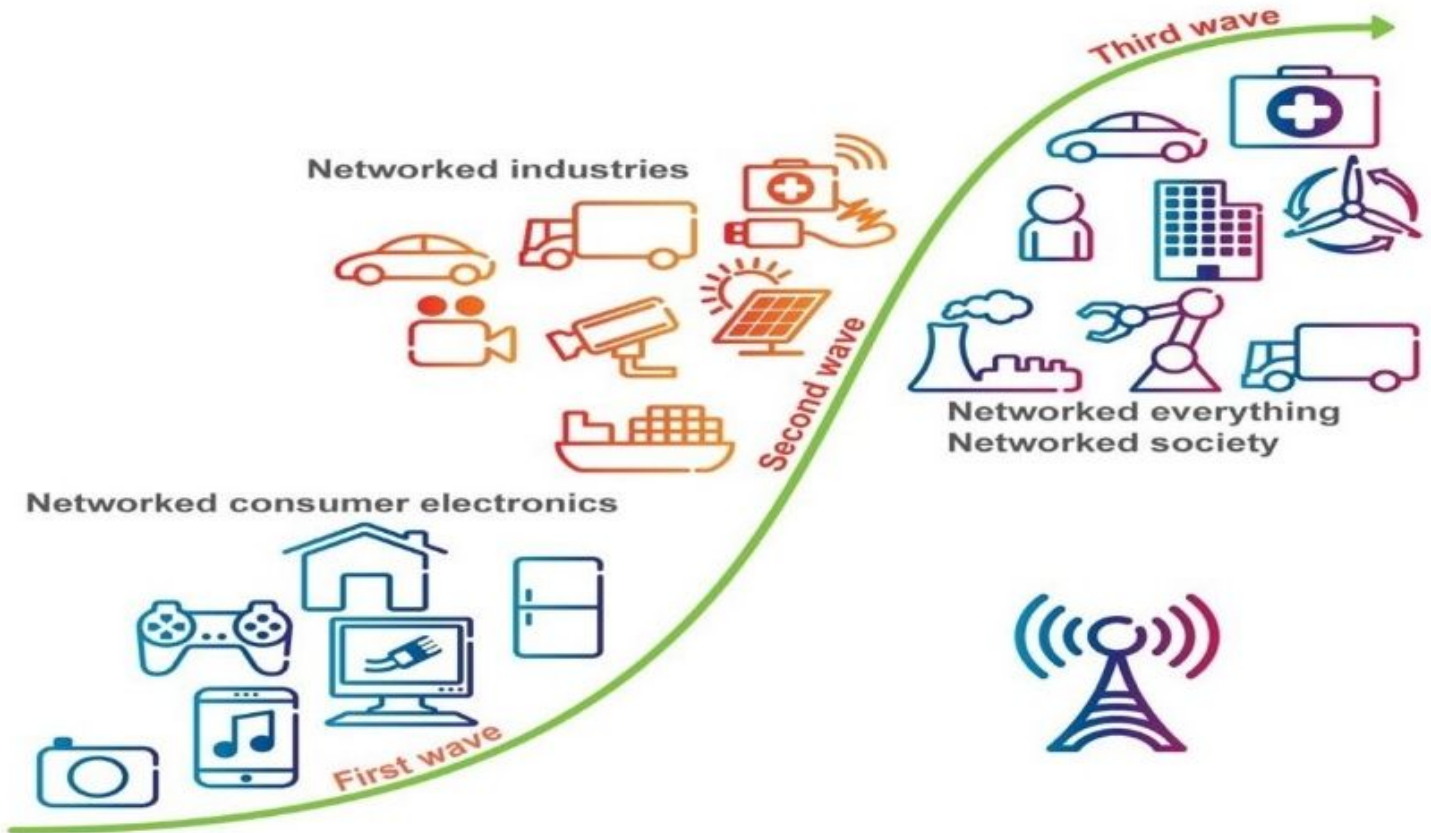 Third wave
Networked industries
Second wave
Networked everything
Networked society
Networked consumer electronics
First wave